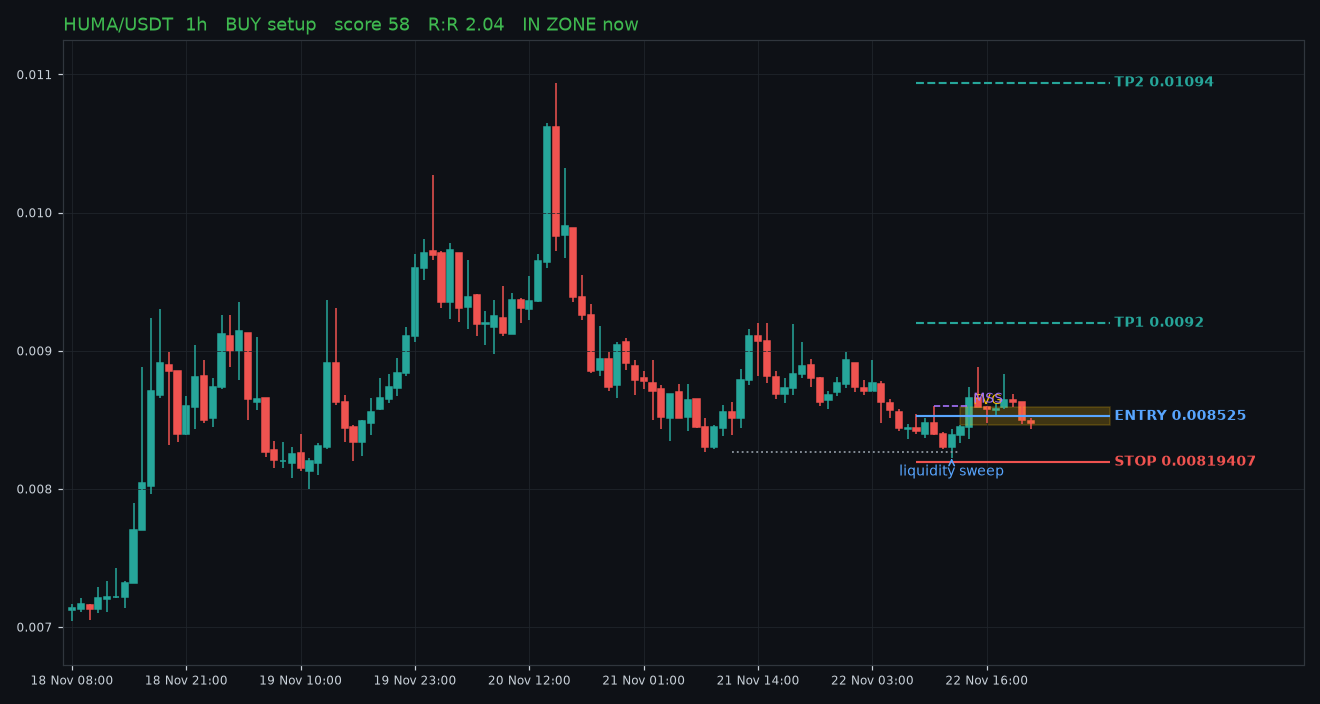 HUMA/USDT 1h BUY setup score 58 R:R 2.04 IN ZONE now
0.011
TP2 0.01094
0.010
0.009
TP1 0.0092
MSS
FVG
ENTRY 0.008525
STOP 0.00819407
liquidity sweep
0.008
0.007
18 Nov 08:00 18 Nov 21:00 19 Nov 10:00 19 Nov 23:00 20 Nov 12:00 21 Nov 01:00 21 Nov 14:00 22 Nov 03:00 22 Nov 16:00